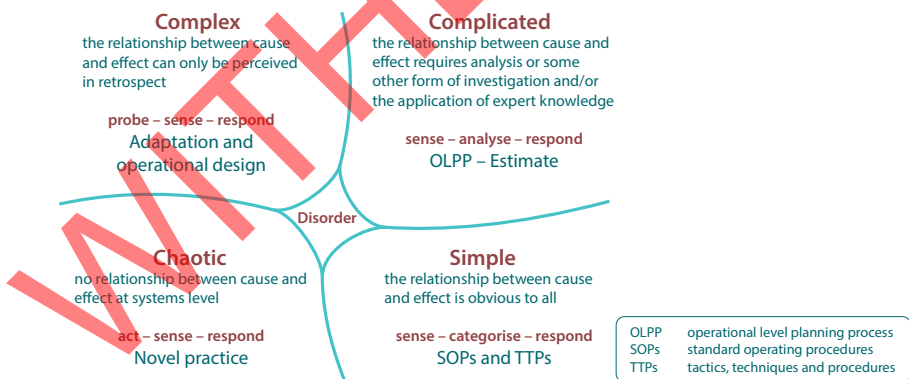 Complex
the relationship between cause
and effect can only be perceived
in retrospect
probe – sense – respond
Adaptation and
operational design
Complicated
the relationship between cause and
effect requires analysis or some
other form of investigation and/or
the application of expert knowledge
sense – analyse – respond
OLPP – Estimate
Disorder
Chaotic
no relationship between cause and
effect at systems level
act – sense – respond
Novel practice
Simple
the relationship between cause
and effect is obvious to all
sense – categorise – respond
SOPs and TTPs
OLPP operational level planning process
SOPs standard operating procedures
TTPs tactics, techniques and procedures
WITH